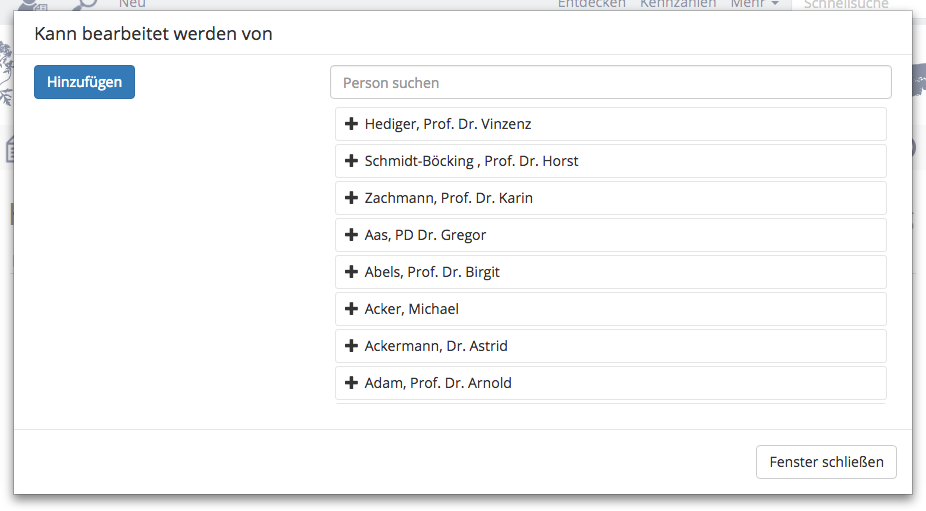 Neu
Entdecken Kennzahlen Mehr
Schnellsuche
Kann bearbeitet werden von
Hinzufügen
Person suchen
Hediger, Prof. Dr. Vinzenz
Schmidt-Böcking , Prof. Dr. Horst
Zachmann, Prof. Dr. Karin
Aas, PD Dr. Gregor
Abels, Prof. Dr. Birgit
Acker, Michael
Ackermann, Dr. Astrid
Adam, Prof. Dr. Arnold
Fenster schließen